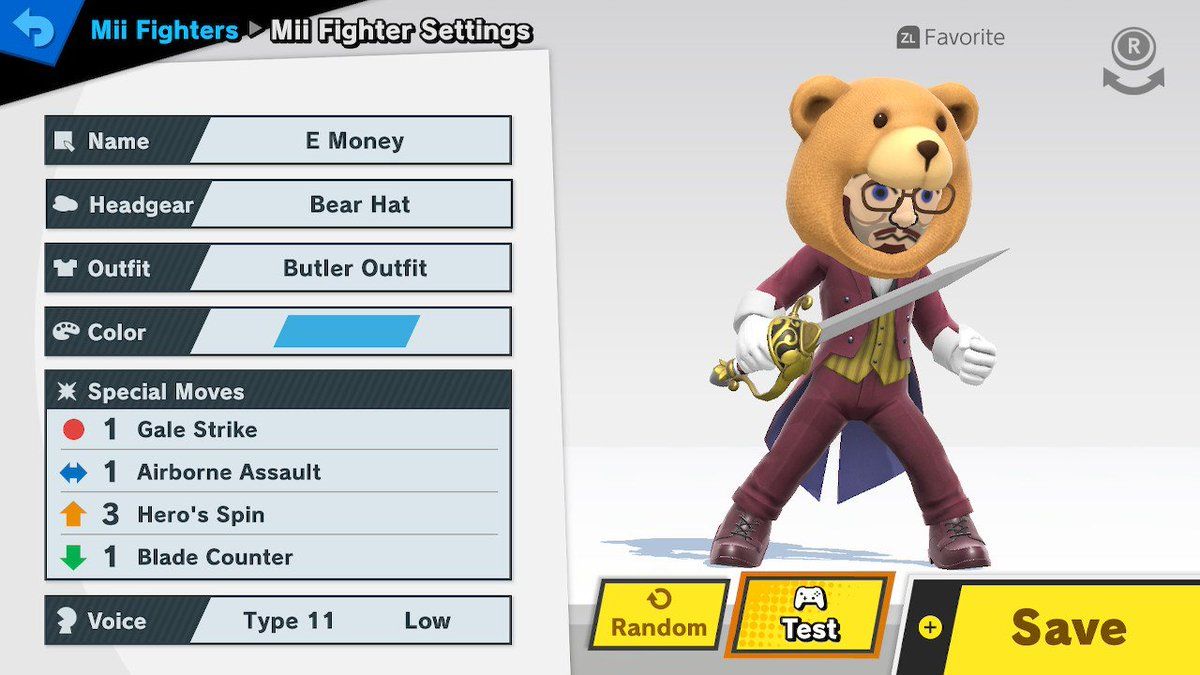 Mii Fighters ▶ Mii Fighter Settings
ZL Favorite
R
Name E Money
Headgear Bear Hat
Outfit Butler Outfit
Color
Special Moves
1 Gale Strike
1 Airborne Assault
3 Hero's Spin
1 Blade Counter
Voice Type 11 Low
Random
Test
+ Save